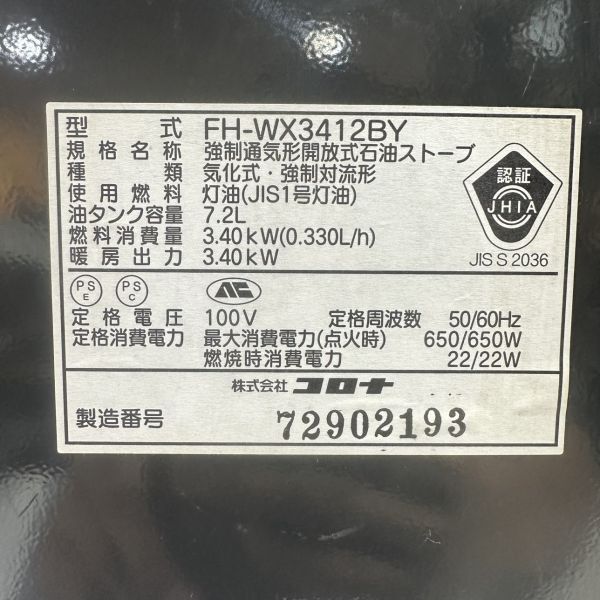 型式 FH-WX3412BY
規格名称 強制通気形開放式石油ストーブ
種類 気化式・強制対流形
使用燃料 灯油(JIS1号灯油)
油タンク容量 7.2L
燃料消費量 3.40kW(0.330L/h)
暖房出力 3.40kW
認証
JHIA
JIS S 2036
PS E PS C
定格電圧 100V 定格周波数 50/60Hz
定格消費電力 最大消費電力(点火時) 650/650W
燃焼時消費電力 22/22W
株式会社 コロナ
製造番号 72902193